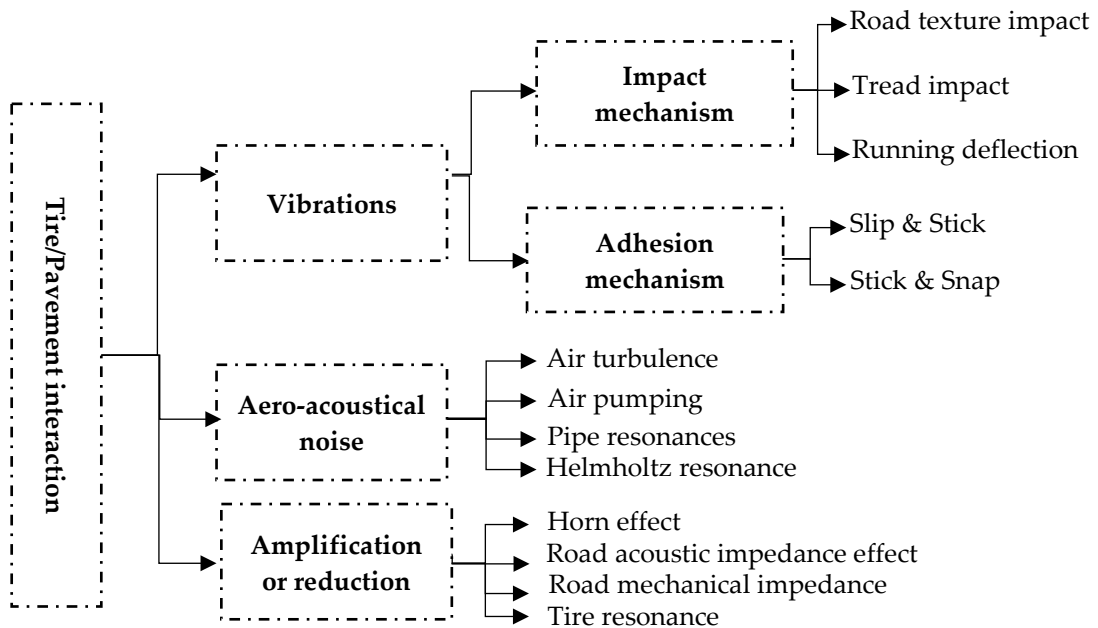 Tire/Pavement interaction
Vibrations
Impact
mechanism
Road texture impact
Tread impact
Running deflection
Adhesion
mechanism
Slip & Stick
Stick & Snap
Aero-acoustical
noise
Air turbulence
Air pumping
Pipe resonances
Helmholtz resonance
Amplification
or reduction
Horn effect
Road acoustic impedance effect
Road mechanical impedance
Tire resonance